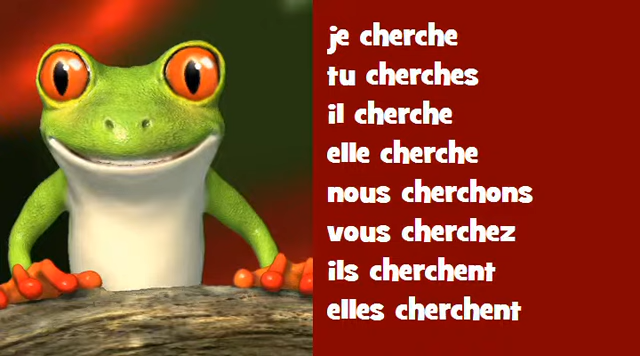 je cherche
tu cherches
il cherche
elle cherche
nous cherchons
vous cherchez
ils cherchent
elles cherchent